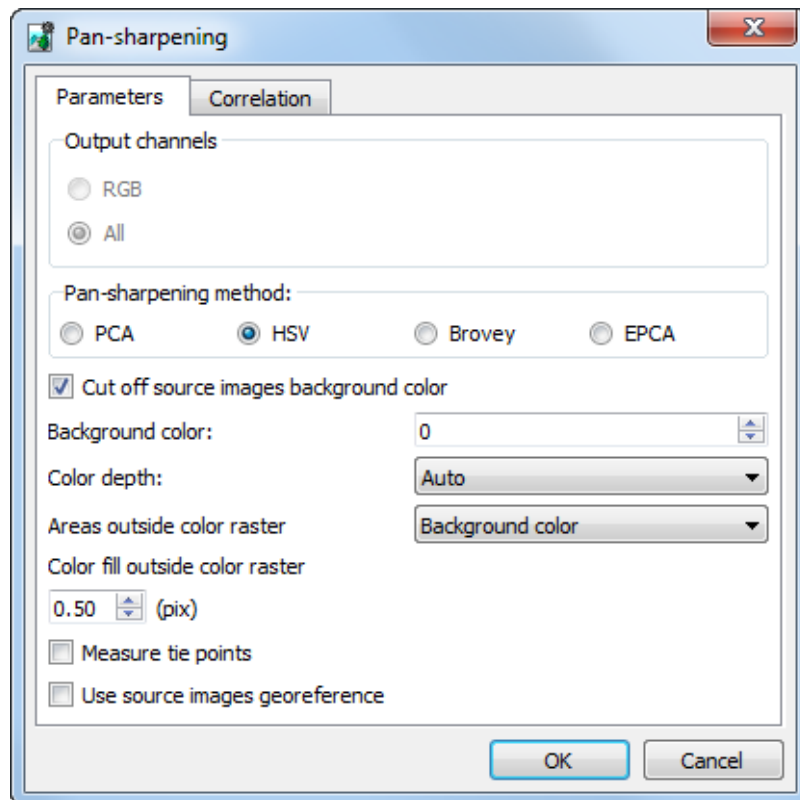 Pan-sharpening
Parameters Correlation
Output channels
RGB
All
Pan-sharpening method:
PCA HSV Brovey EPCA
Cut off source images background color
Background color: 0
Color depth: Auto
Areas outside color raster Background color
Color fill outside color raster
0.50 (pix)
Measure tie points
Use source images georeference
OK Cancel